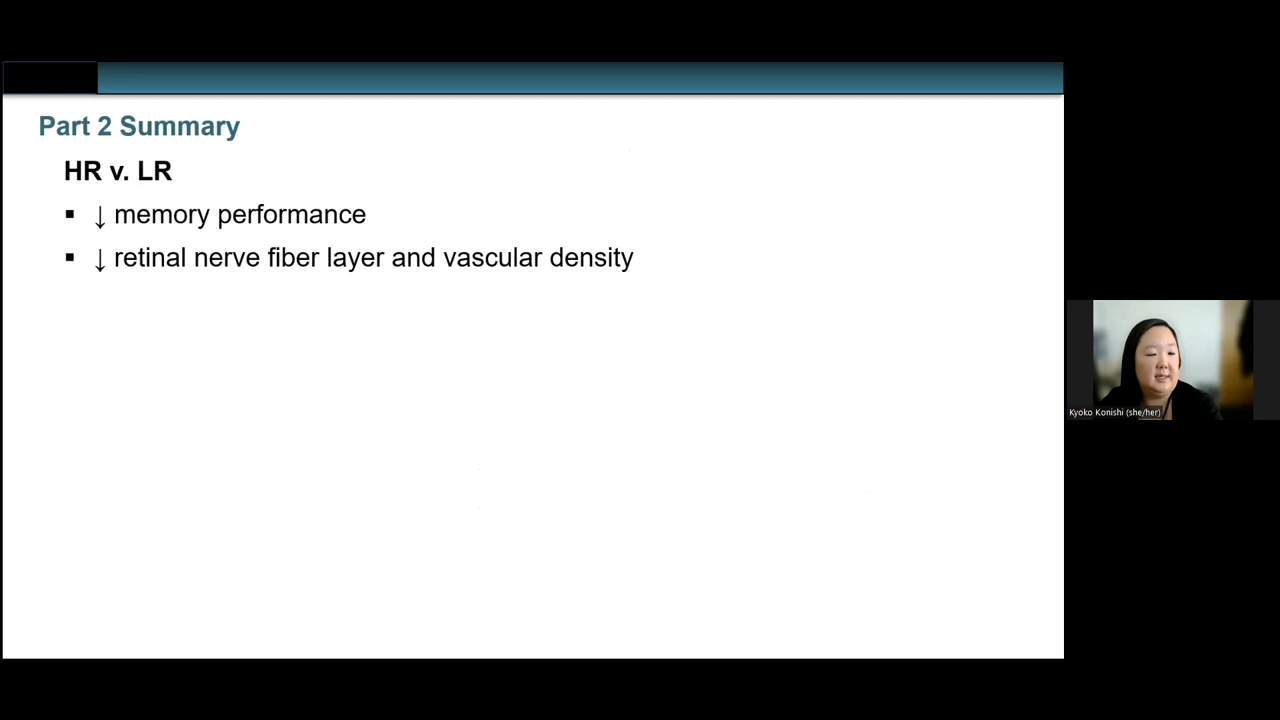 Part 2 Summary
HR v. LR
▪ ↓ memory performance
▪ ↓ retinal nerve fiber layer and vascular density
Kyoko Konishi (she/her)